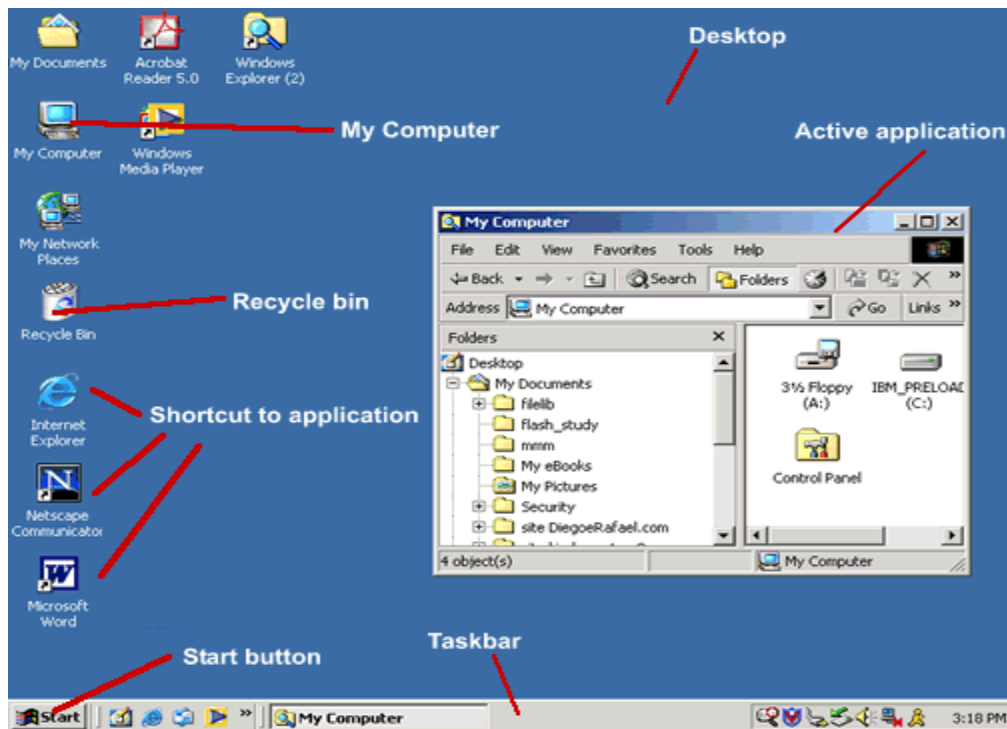 Desktop
My Documents
Acrobat
Reader 5.0
Windows
Explorer (2)
My Computer
Active application
My Computer
Windows
Media Player
My Network
Places
Recycle bin
Recycle Bin
Shortcut to application
Internet
Explorer
Netscape
Communicator
Microsoft
Word
My Computer
File Edit View Favorites Tools Help
Back Search Folders »
Address My Computer Go Links »
Folders
Desktop
My Documents
filelib
flash_study
mmm
My eBooks
My Pictures
Security
site DiegoeRafael.com
3½ Floppy
(A:)
IBM_PRELOAD
(C:)
Control Panel
4 object(s) My Computer
Start button
Taskbar
Start » My Computer 3:18 PM